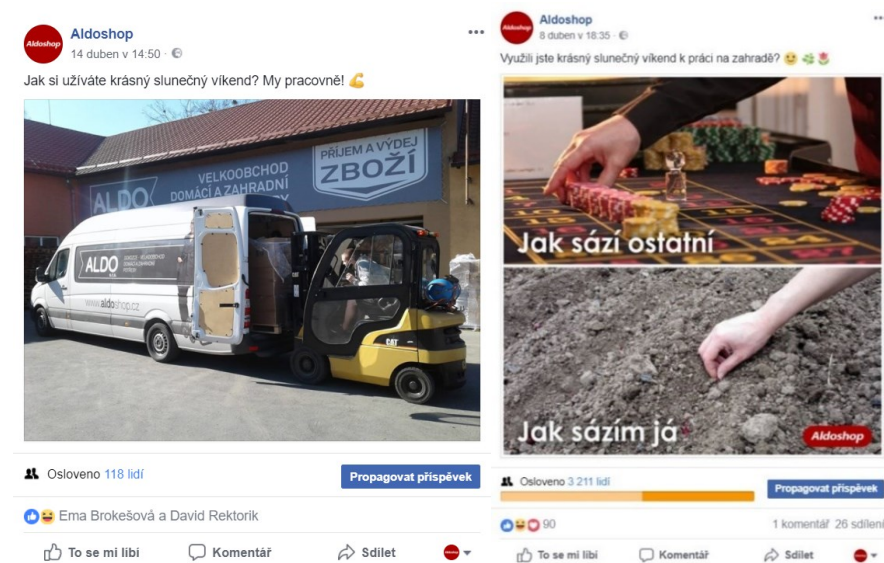 Aldoshop
Aldoshop
14 duben v 14:50
Jak si užíváte krásný slunečný víkend? My pracovně!
PŘÍJEM A VÝDEJ
ZBOŽÍ
VELKOOBCHOD
DOMÁCÍ A ZAHRADNÍ
ALDO
ALDO
www.aldoshop.cz
CAT
Osloveno 118 lidí
Propagovat příspěvek
Ema Brokešová a David Rektorik
To se mi líbí
Komentář
Sdílet
Aldoshop
Aldoshop
8 duben v 18:35
Využili jste krásný slunečný víkend k práci na zahradě?
Jak sází ostatní
Jak sázím já
Aldoshop
Osloveno 3 211 lidí
Propagovat příspěvek
90
1 komentář 26 sdílení
To se mi líbí
Komentář
Sdílet